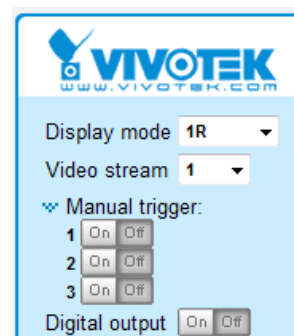 VIVOTEK
www.vivotek.com
Display mode 1R
Video stream 1
Manual trigger:
1 On Off
2 On Off
3 On Off
Digital output On Off